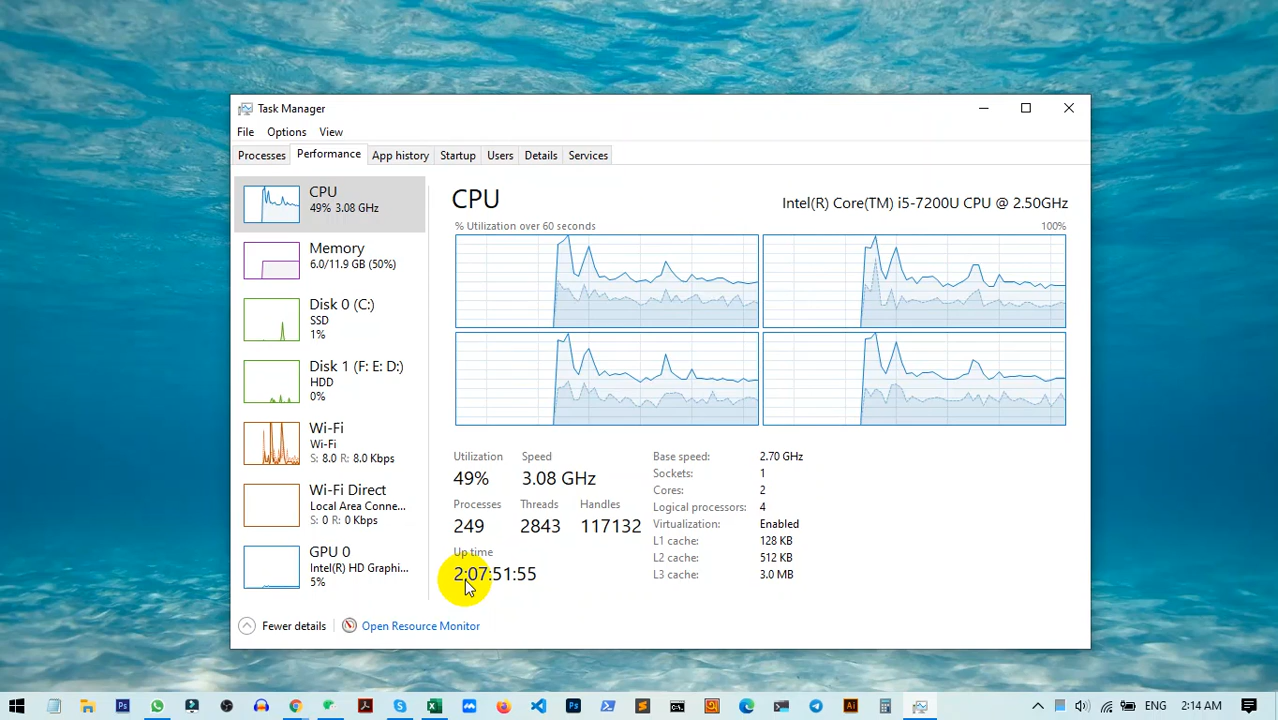 Task Manager
File Options View
Processes Performance App history Startup Users Details Services
CPU
49% 3.08 GHz
Memory
6.0/11.9 GB (50%)
Disk 0 (C:)
SSD
1%
Disk 1 (F: E: D:)
HDD
0%
Wi-Fi
Wi-Fi
S: 8.0 R: 8.0 Kbps
Wi-Fi Direct
Local Area Conne...
S: 0 R: 0 Kbps
GPU 0
Intel(R) HD Graphi...
5%
CPU
Intel(R) Core(TM) i5-7200U CPU @ 2.50GHz
% Utilization over 60 seconds 100%
Utilization Speed
49% 3.08 GHz
Processes Threads Handles
249 2843 117132
Up time
2:07:51:55
Base speed: 2.70 GHz
Sockets: 1
Cores: 2
Logical processors: 4
Virtualization: Enabled
L1 cache: 128 KB
L2 cache: 512 KB
L3 cache: 3.0 MB
Fewer details Open Resource Monitor
Ps Ps Ai ENG 2:14 AM